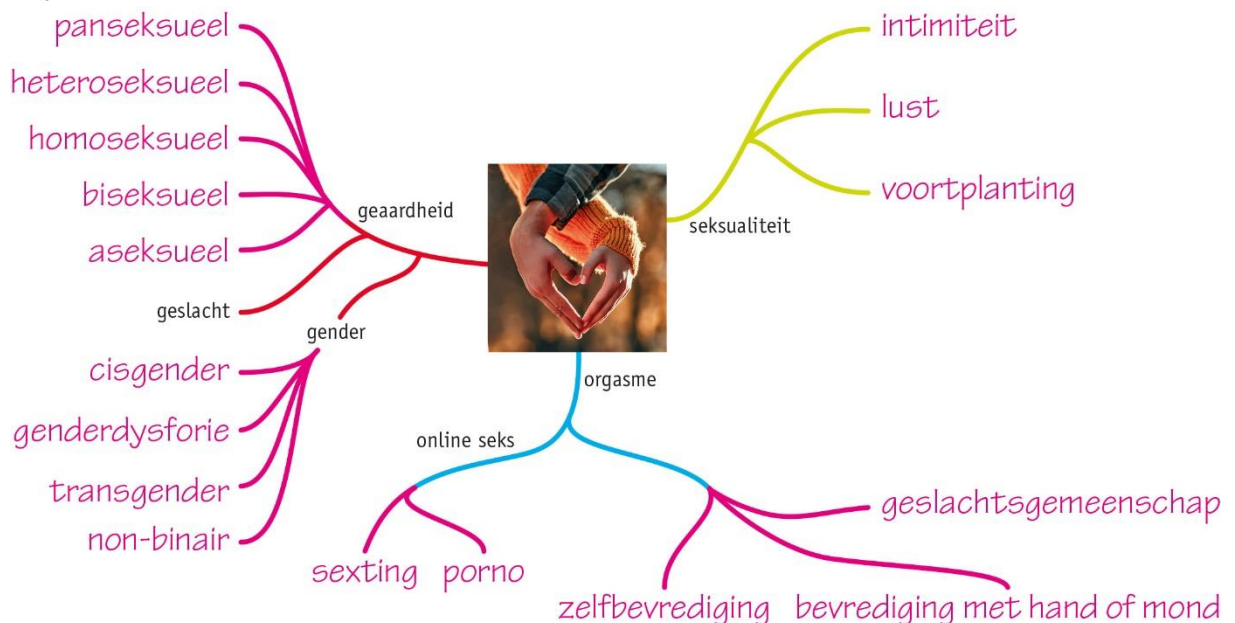 panseksueel
heteroseksueel
homoseksueel
biseksueel
aseksueel
geaardheid
geslacht
gender
cisgender
genderdysforie
transgender
non-binair
intimiteit
lust
voortplanting
seksualiteit
orgasme
online seks
sexting
porno
geslachtsgemeenschap
zelfbevrediging
bevrediging met hand of mond